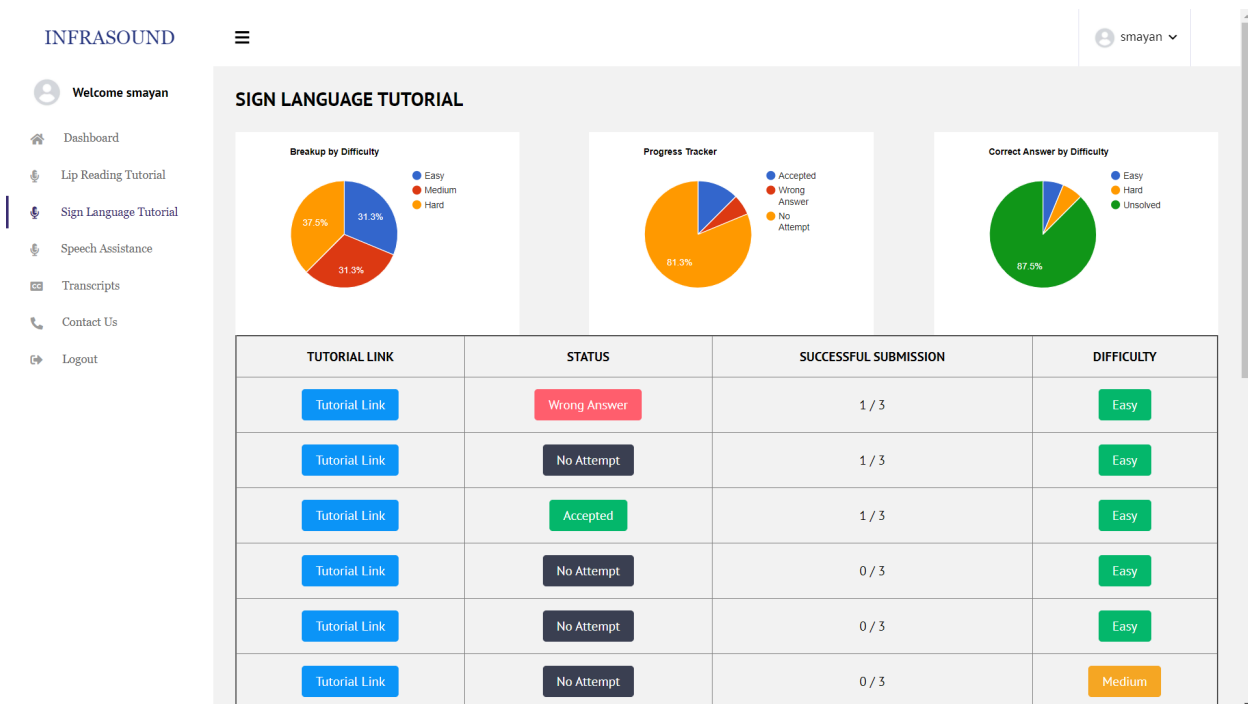 INFRASOUND
smayan
Welcome smayan
Dashboard
Lip Reading Tutorial
Sign Language Tutorial
Speech Assistance
CC Transcripts
Contact Us
Logout
SIGN LANGUAGE TUTORIAL
Breakup by Difficulty
Easy
Medium
Hard
31.3%
31.3%
37.5%
Progress Tracker
Accepted
Wrong
Answer
No
Attempt
81.3%
Correct Answer by Difficulty
Easy
Hard
Unsolved
87.5%
TUTORIAL LINK STATUS SUCCESSFUL SUBMISSION DIFFICULTY
Tutorial Link Wrong Answer 1 / 3 Easy
Tutorial Link No Attempt 1 / 3 Easy
Tutorial Link Accepted 1 / 3 Easy
Tutorial Link No Attempt 0 / 3 Easy
Tutorial Link No Attempt 0 / 3 Easy
Tutorial Link No Attempt 0 / 3 Medium